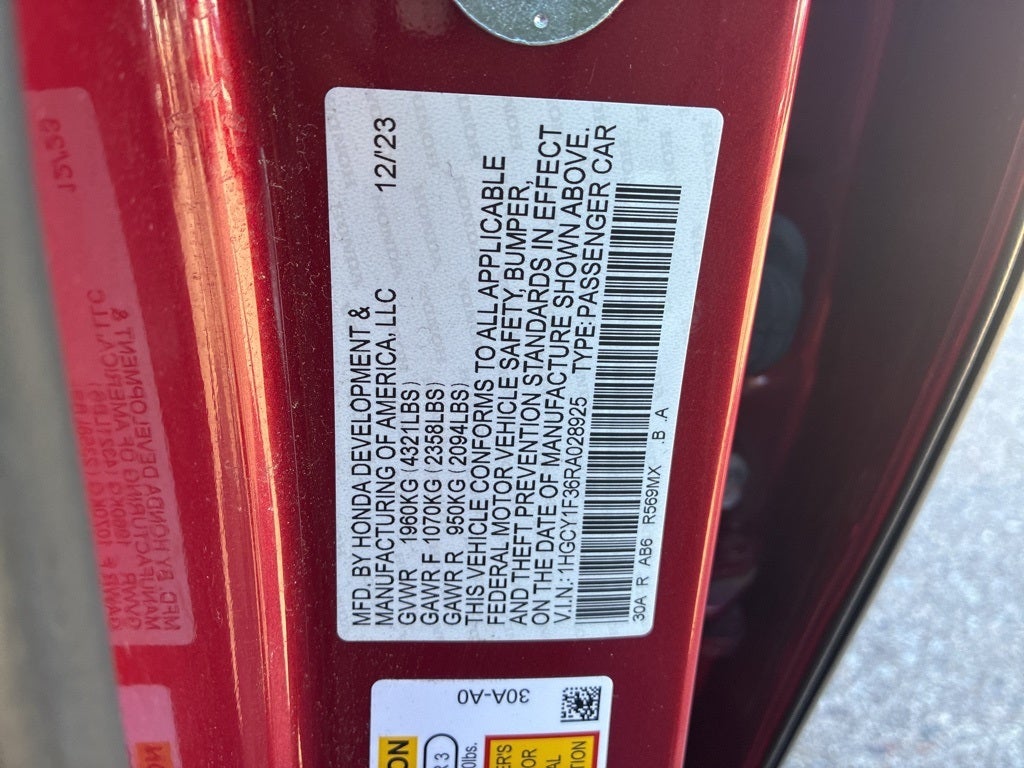 MFD. BY HONDA DEVELOPMENT &
MANUFACTURING OF AMERICA, LLC 12/'23
GVWR 1960KG (4321LBS)
GAWR F 1070KG (2358LBS)
GAWR R 950KG (2094LBS)
THIS VEHICLE CONFORMS TO ALL APPLICABLE
FEDERAL MOTOR VEHICLE SAFETY, BUMPER,
AND THEFT PREVENTION STANDARDS IN EFFECT
ON THE DATE OF MANUFACTURE SHOWN ABOVE.
V.I.N.: 1HGCY1F36RA028925 TYPE:PASSENGER CAR
30A R AB6 R569MX .B .A
30A-A0